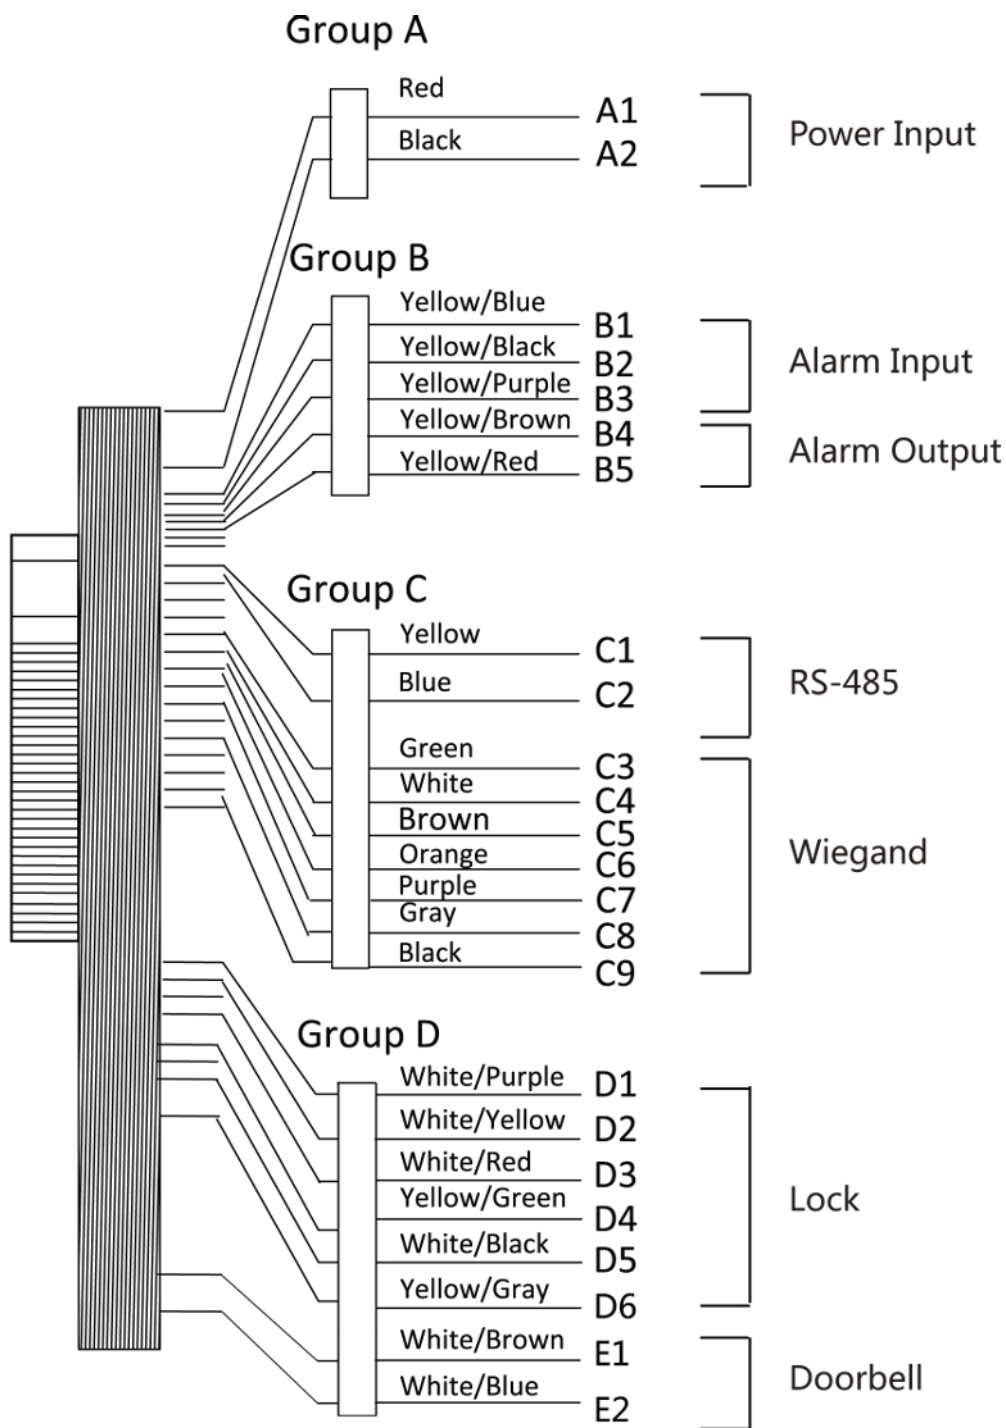 Group A
Red
A1
Black
A2
Power Input
Group B
Yellow/Blue
B1
Yellow/Black
B2
Yellow/Purple
B3
Alarm Input
Yellow/Brown
B4
Yellow/Red
B5
Alarm Output
Group C
Yellow
C1
Blue
C2
RS-485
Green
C3
White
C4
Brown
C5
Orange
C6
Purple
C7
Gray
C8
Black
C9
Wiegand
Group D
White/Purple
D1
White/Yellow
D2
White/Red
D3
Yellow/Green
D4
White/Black
D5
Yellow/Gray
D6
Lock
White/Brown
E1
White/Blue
E2
Doorbell